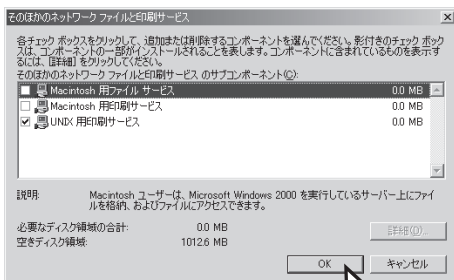 そのほかのネットワーク ファイルと印刷サービス
各チェック ボックスをクリックして、追加または削除するコンポーネントを選んでください。影付きのチェック ボック
スは、コンポーネントの一部がインストールされることを表します。コンポーネントに含まれているものを表示す
るには、[詳細] をクリックしてください。
そのほかのネットワーク ファイルと印刷サービス のサブコンポーネント(C):
Macintosh 用ファイル サービス 0.0 MB
Macintosh 用印刷サービス 0.0 MB
UNIX 用印刷サービス 0.0 MB
説明: Macintosh ユーザーは、Microsoft Windows 2000 を実行しているサーバー上にファイ
ルを格納、およびファイルにアクセスできます。
必要なディスク領域の合計: 0.0 MB
空きディスク領域: 1012.6 MB
詳細(D)...
OK
キャンセル